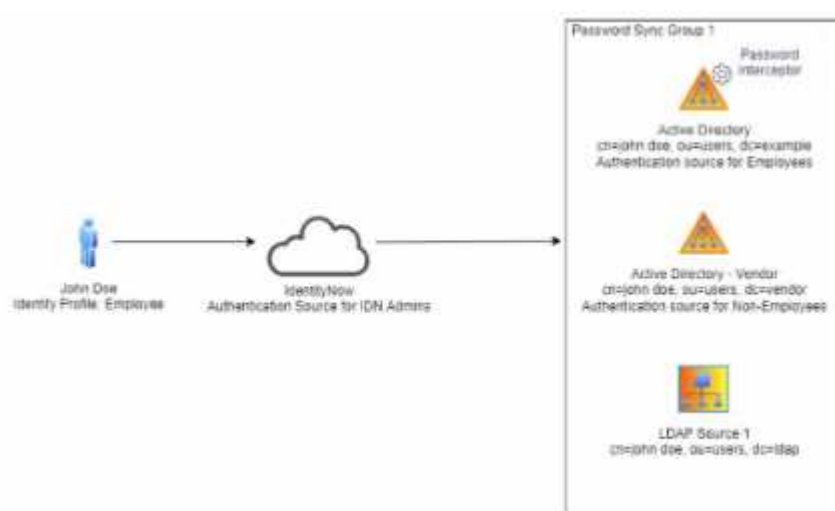 Password Sync Group 1
Password
Interceptor
Active Directory
cn=john doe, ou=users, dc=example
Authentication source for Employees
John Doe
Identity Profile: Employee
IdentityNow
Authentication Source for IDN Admins
Active Directory - Vendor
cn=john doe, ou=users, dc=vendor
Authentication source for Non-Employees
LDAP Source 1
cn=john doe, ou=users, dc=ldap